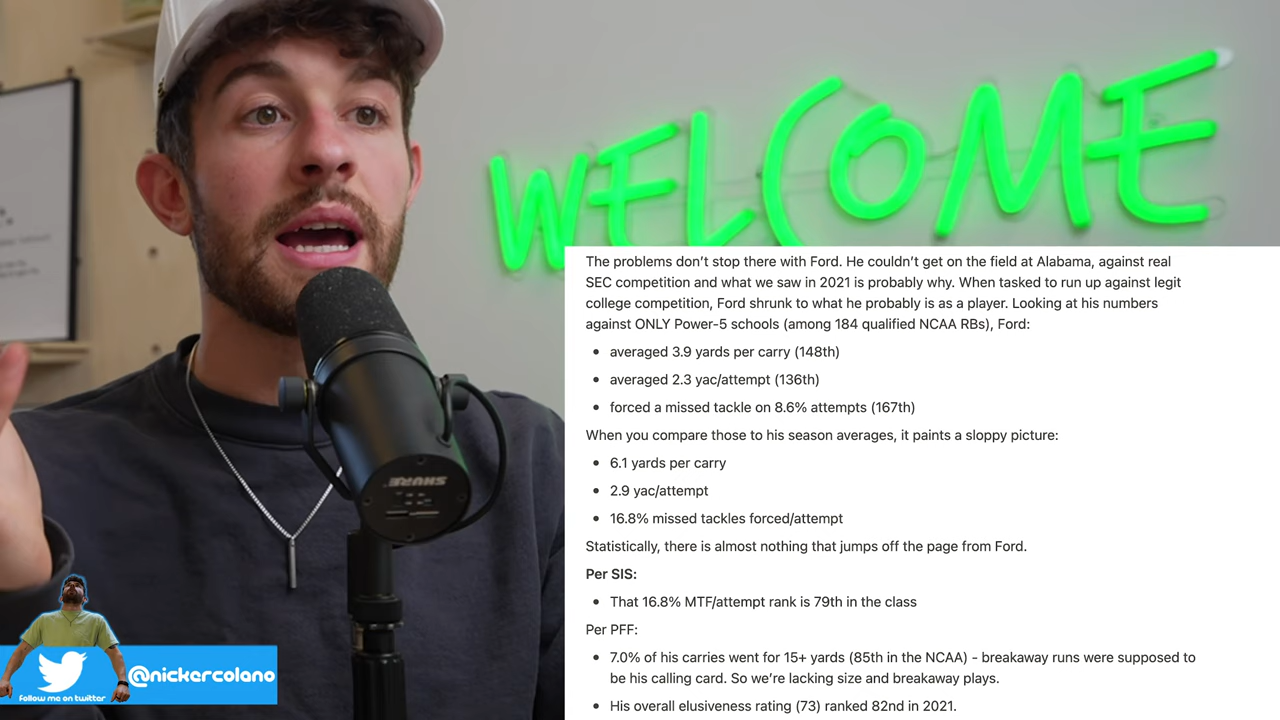 WELCOME
The problems don’t stop there with Ford. He couldn’t get on the field at Alabama, against real
SEC competition and what we saw in 2021 is probably why. When tasked to run up against legit
college competition, Ford shrunk to what he probably is as a player. Looking at his numbers
against ONLY Power-5 schools (among 184 qualified NCAA RBs), Ford:
• averaged 3.9 yards per carry (148th)
• averaged 2.3 yac/attempt (136th)
• forced a missed tackle on 8.6% attempts (167th)
When you compare those to his season averages, it paints a sloppy picture:
• 6.1 yards per carry
• 2.9 yac/attempt
• 16.8% missed tackles forced/attempt
Statistically, there is almost nothing that jumps off the page from Ford.
Per SIS:
• That 16.8% MTF/attempt rank is 79th in the class
Per PFF:
• 7.0% of his carries went for 15+ yards (85th in the NCAA) - breakaway runs were supposed to
be his calling card. So we’re lacking size and breakaway plays.
• His overall elusiveness rating (73) ranked 82nd in 2021.
SHURE
@nickercolano
follow me on twitter